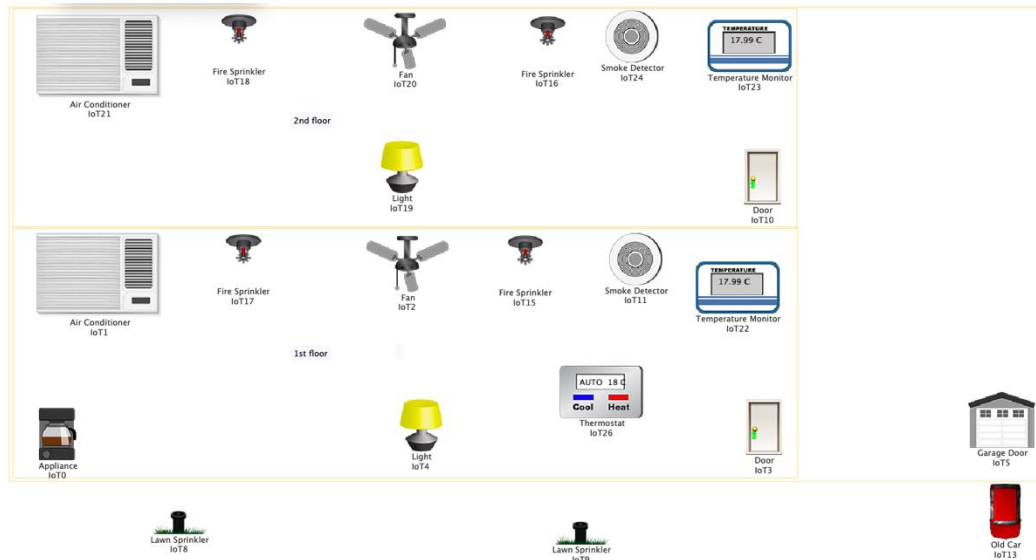 TEMPERATURE
17.99 C
Fire Sprinkler
IoT18
Fan
IoT20
Fire Sprinkler
IoT16
Smoke Detector
IoT24
Temperature Monitor
IoT23
Air Conditioner
IoT21
2nd floor
Light
IoT19
Door
IoT10
TEMPERATURE
17.99 C
Fire Sprinkler
IoT17
Fan
IoT2
Fire Sprinkler
IoT15
Smoke Detector
IoT11
Air Conditioner
IoT1
Temperature Monitor
IoT22
1st floor
AUTO 18 C
Cool Heat
Thermostat
IoT26
Appliance
IoT0
Light
IoT4
Door
IoT3
Garage Door
IoT5
Lawn Sprinkler
IoT8
Lawn Sprinkler
IoT9
Old Car
IoT13